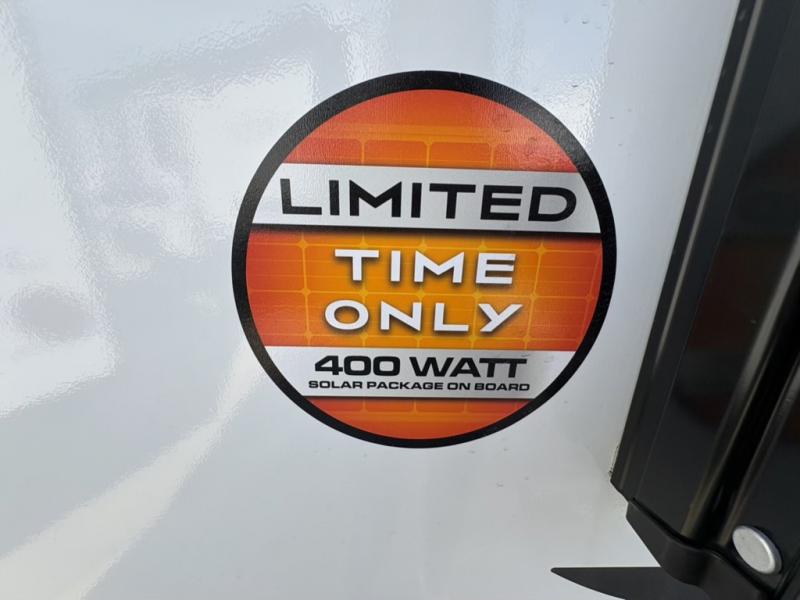 LIMITED
TIME
ONLY
400 WATT
SOLAR PACKAGE ON BOARD